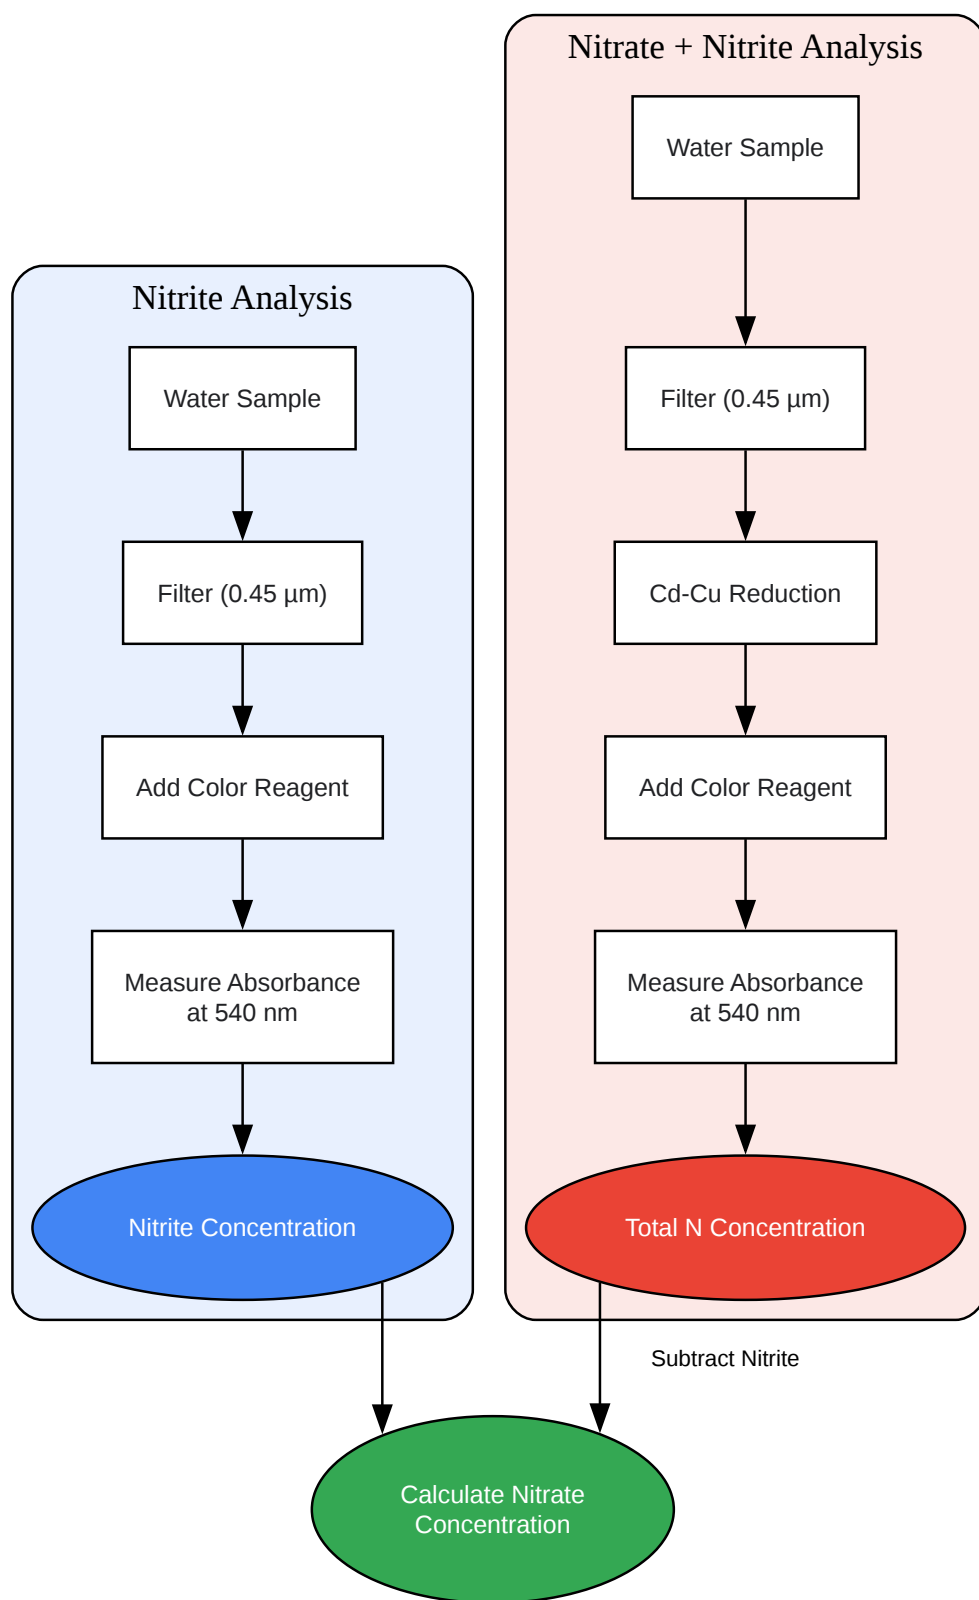 Nitrite Analysis
Water Sample
Filter (0.45 µm)
Add Color Reagent
Measure Absorbance
at 540 nm
Nitrite Concentration
Nitrate + Nitrite Analysis
Water Sample
Filter (0.45 µm)
Cd-Cu Reduction
Add Color Reagent
Measure Absorbance
at 540 nm
Total N Concentration
Subtract Nitrite
Calculate Nitrate
Concentration